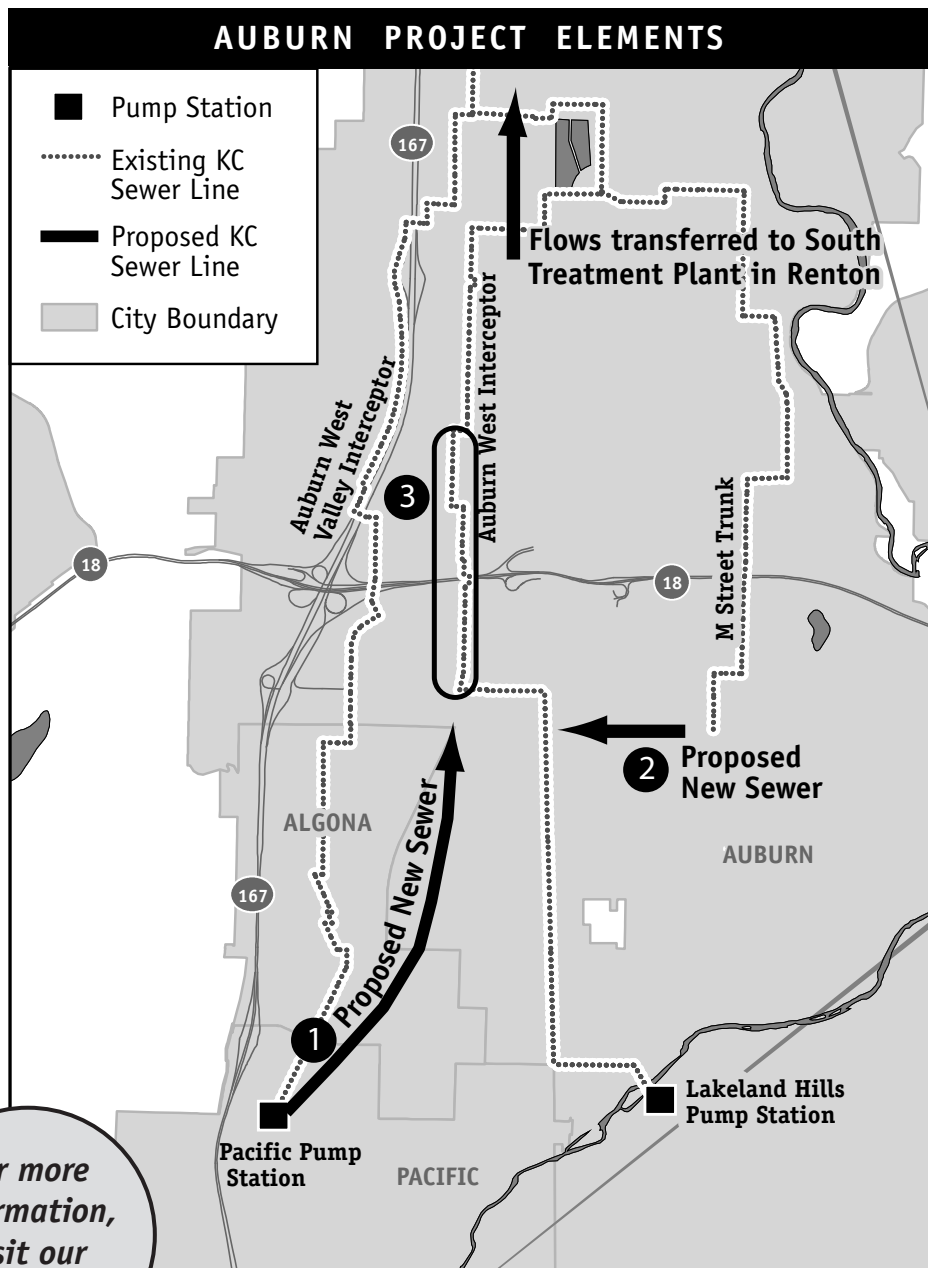 AUBURN PROJECT ELEMENTS
Pump Station
Existing KC
Sewer Line
Proposed KC
Sewer Line
City Boundary
167
Flows transferred to South
Treatment Plant in Renton
Auburn West
Valley Interceptor
Auburn West Interceptor
3
18
18
M Street Trunk
2
Proposed
New Sewer
ALGONA
AUBURN
167
Proposed New Sewer
1
Lakeland Hills
Pump Station
Pacific Pump
Station
PACIFIC
more
sit our